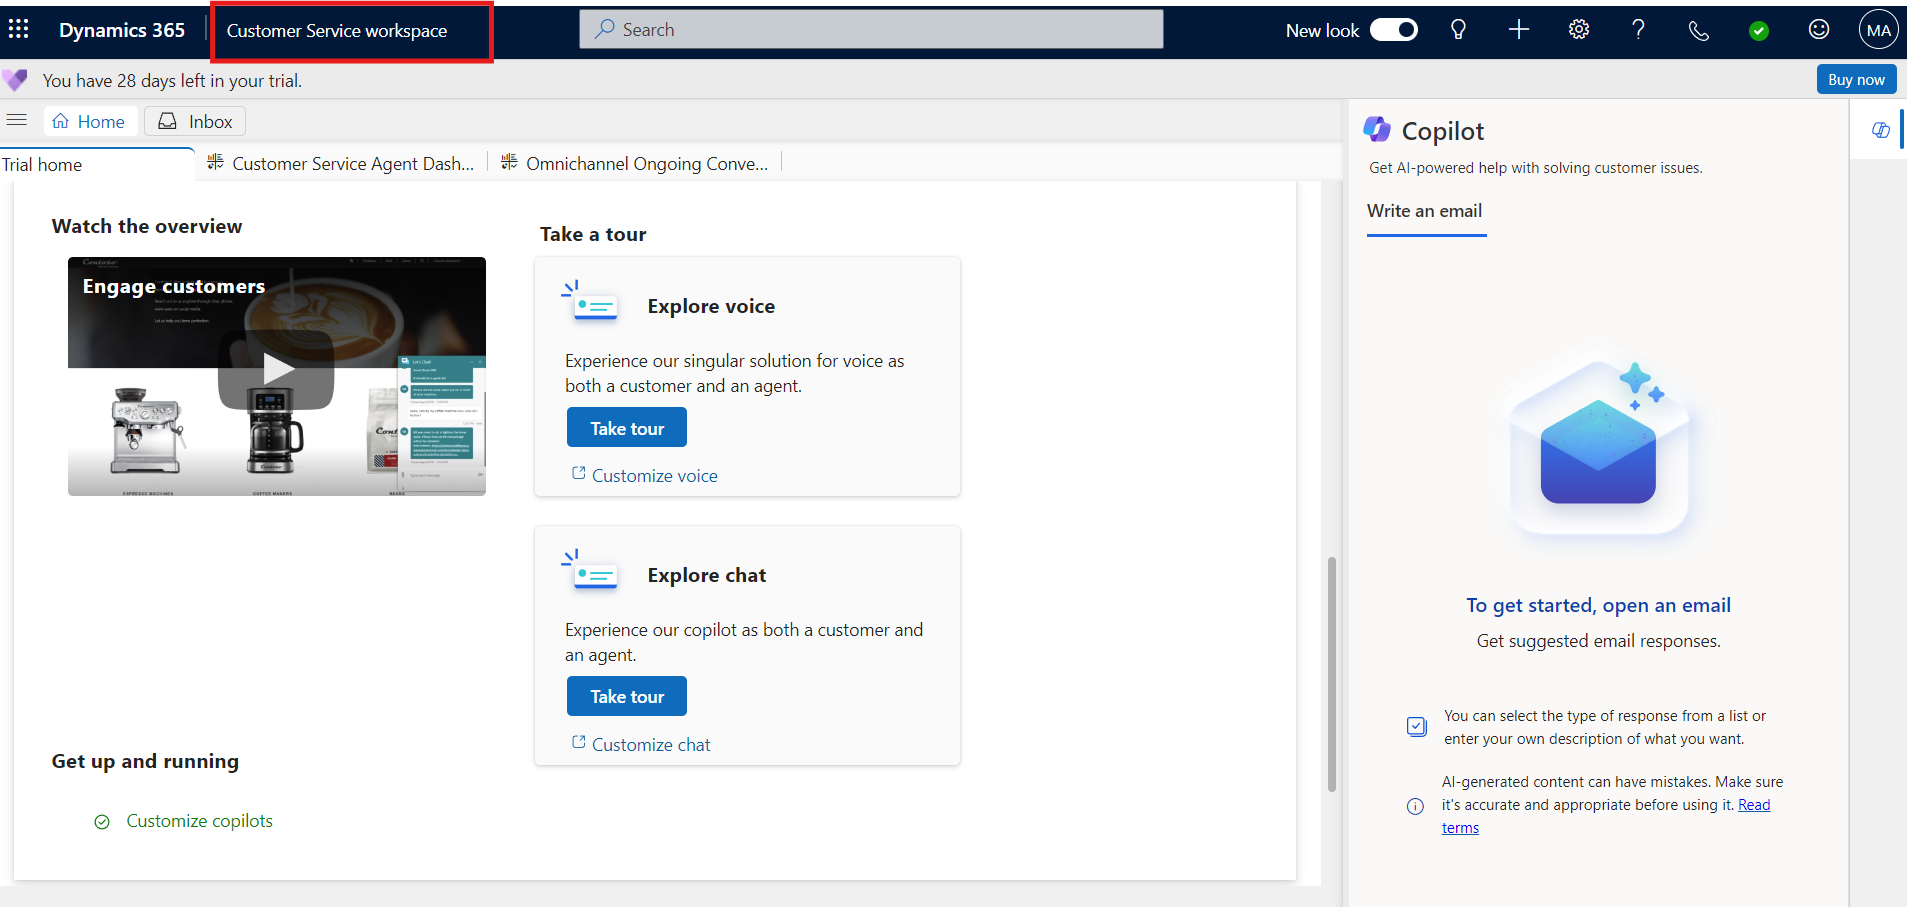 Dynamics 365
Customer Service workspace
Search
New look
MA
You have 28 days left in your trial.
Buy now
Home
Inbox
Trial home
Customer Service Agent Dash...
Omnichannel Ongoing Conve...
Copilot
Get AI-powered help with solving customer issues.
Write an email
Watch the overview
Engage customers
Let's Chat!
ESPRESSO MACHINES
COFFEE MAKERS
BEANS
Take a tour
Explore voice
Experience our singular solution for voice as
both a customer and an agent.
Take tour
Customize voice
Explore chat
Experience our copilot as both a customer and
an agent.
Take tour
Customize chat
Get up and running
Customize copilots
To get started, open an email
Get suggested email responses.
You can select the type of response from a list or
enter your own description of what you want.
AI-generated content can have mistakes. Make sure
it's accurate and appropriate before using it. Read
terms